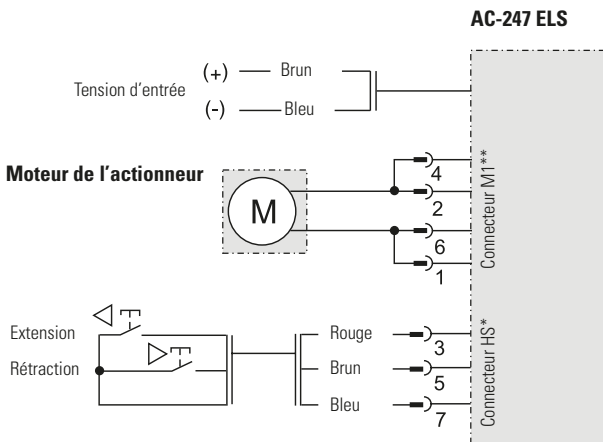 AC-247 ELS
(+) Brun
Tension d’entrée
(-) Bleu
Moteur de l’actionneur
M
4
2
6
1
Connecteur M1**
Extension
Rétraction
Rouge
3
Brun
5
Bleu
7
Connecteur HS*